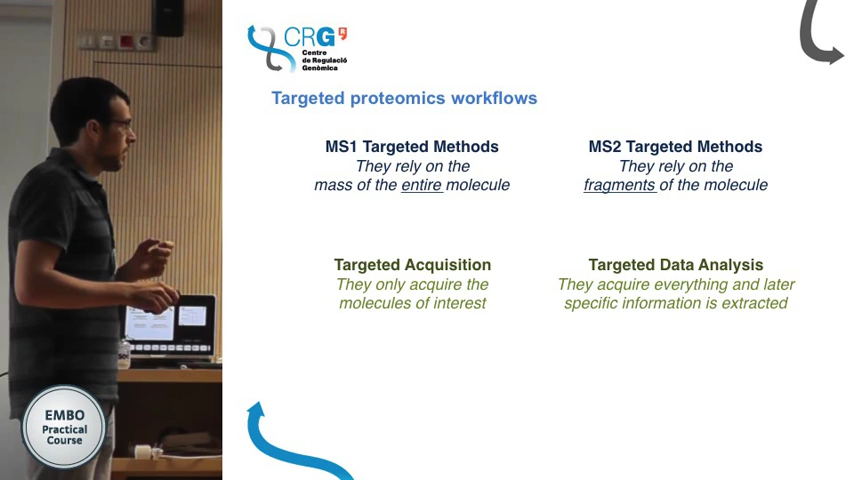 CRG
R
Centre
de Regulació
Genòmica
Targeted proteomics workflows
MS1 Targeted Methods
They rely on the
mass of the entire molecule
MS2 Targeted Methods
They rely on the
fragments of the molecule
Targeted Acquisition
They only acquire the
molecules of interest
Targeted Data Analysis
They acquire everything and later
specific information is extracted
EMBO
Practical
Course